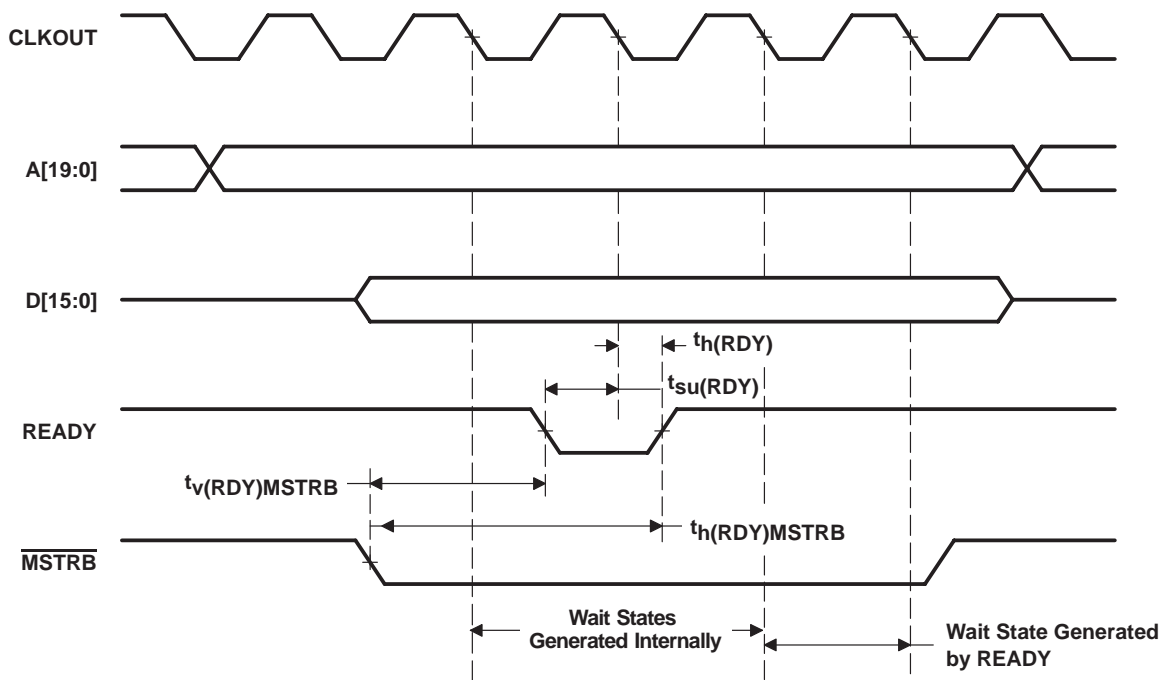 CLKOUT
A[19:0]
D[15:0]
th(RDY)
tsu(RDY)
READY
tv(RDY)MSTRB
th(RDY)MSTRB
MSTRB
Wait States
Generated Internally
Wait State Generated
by READY